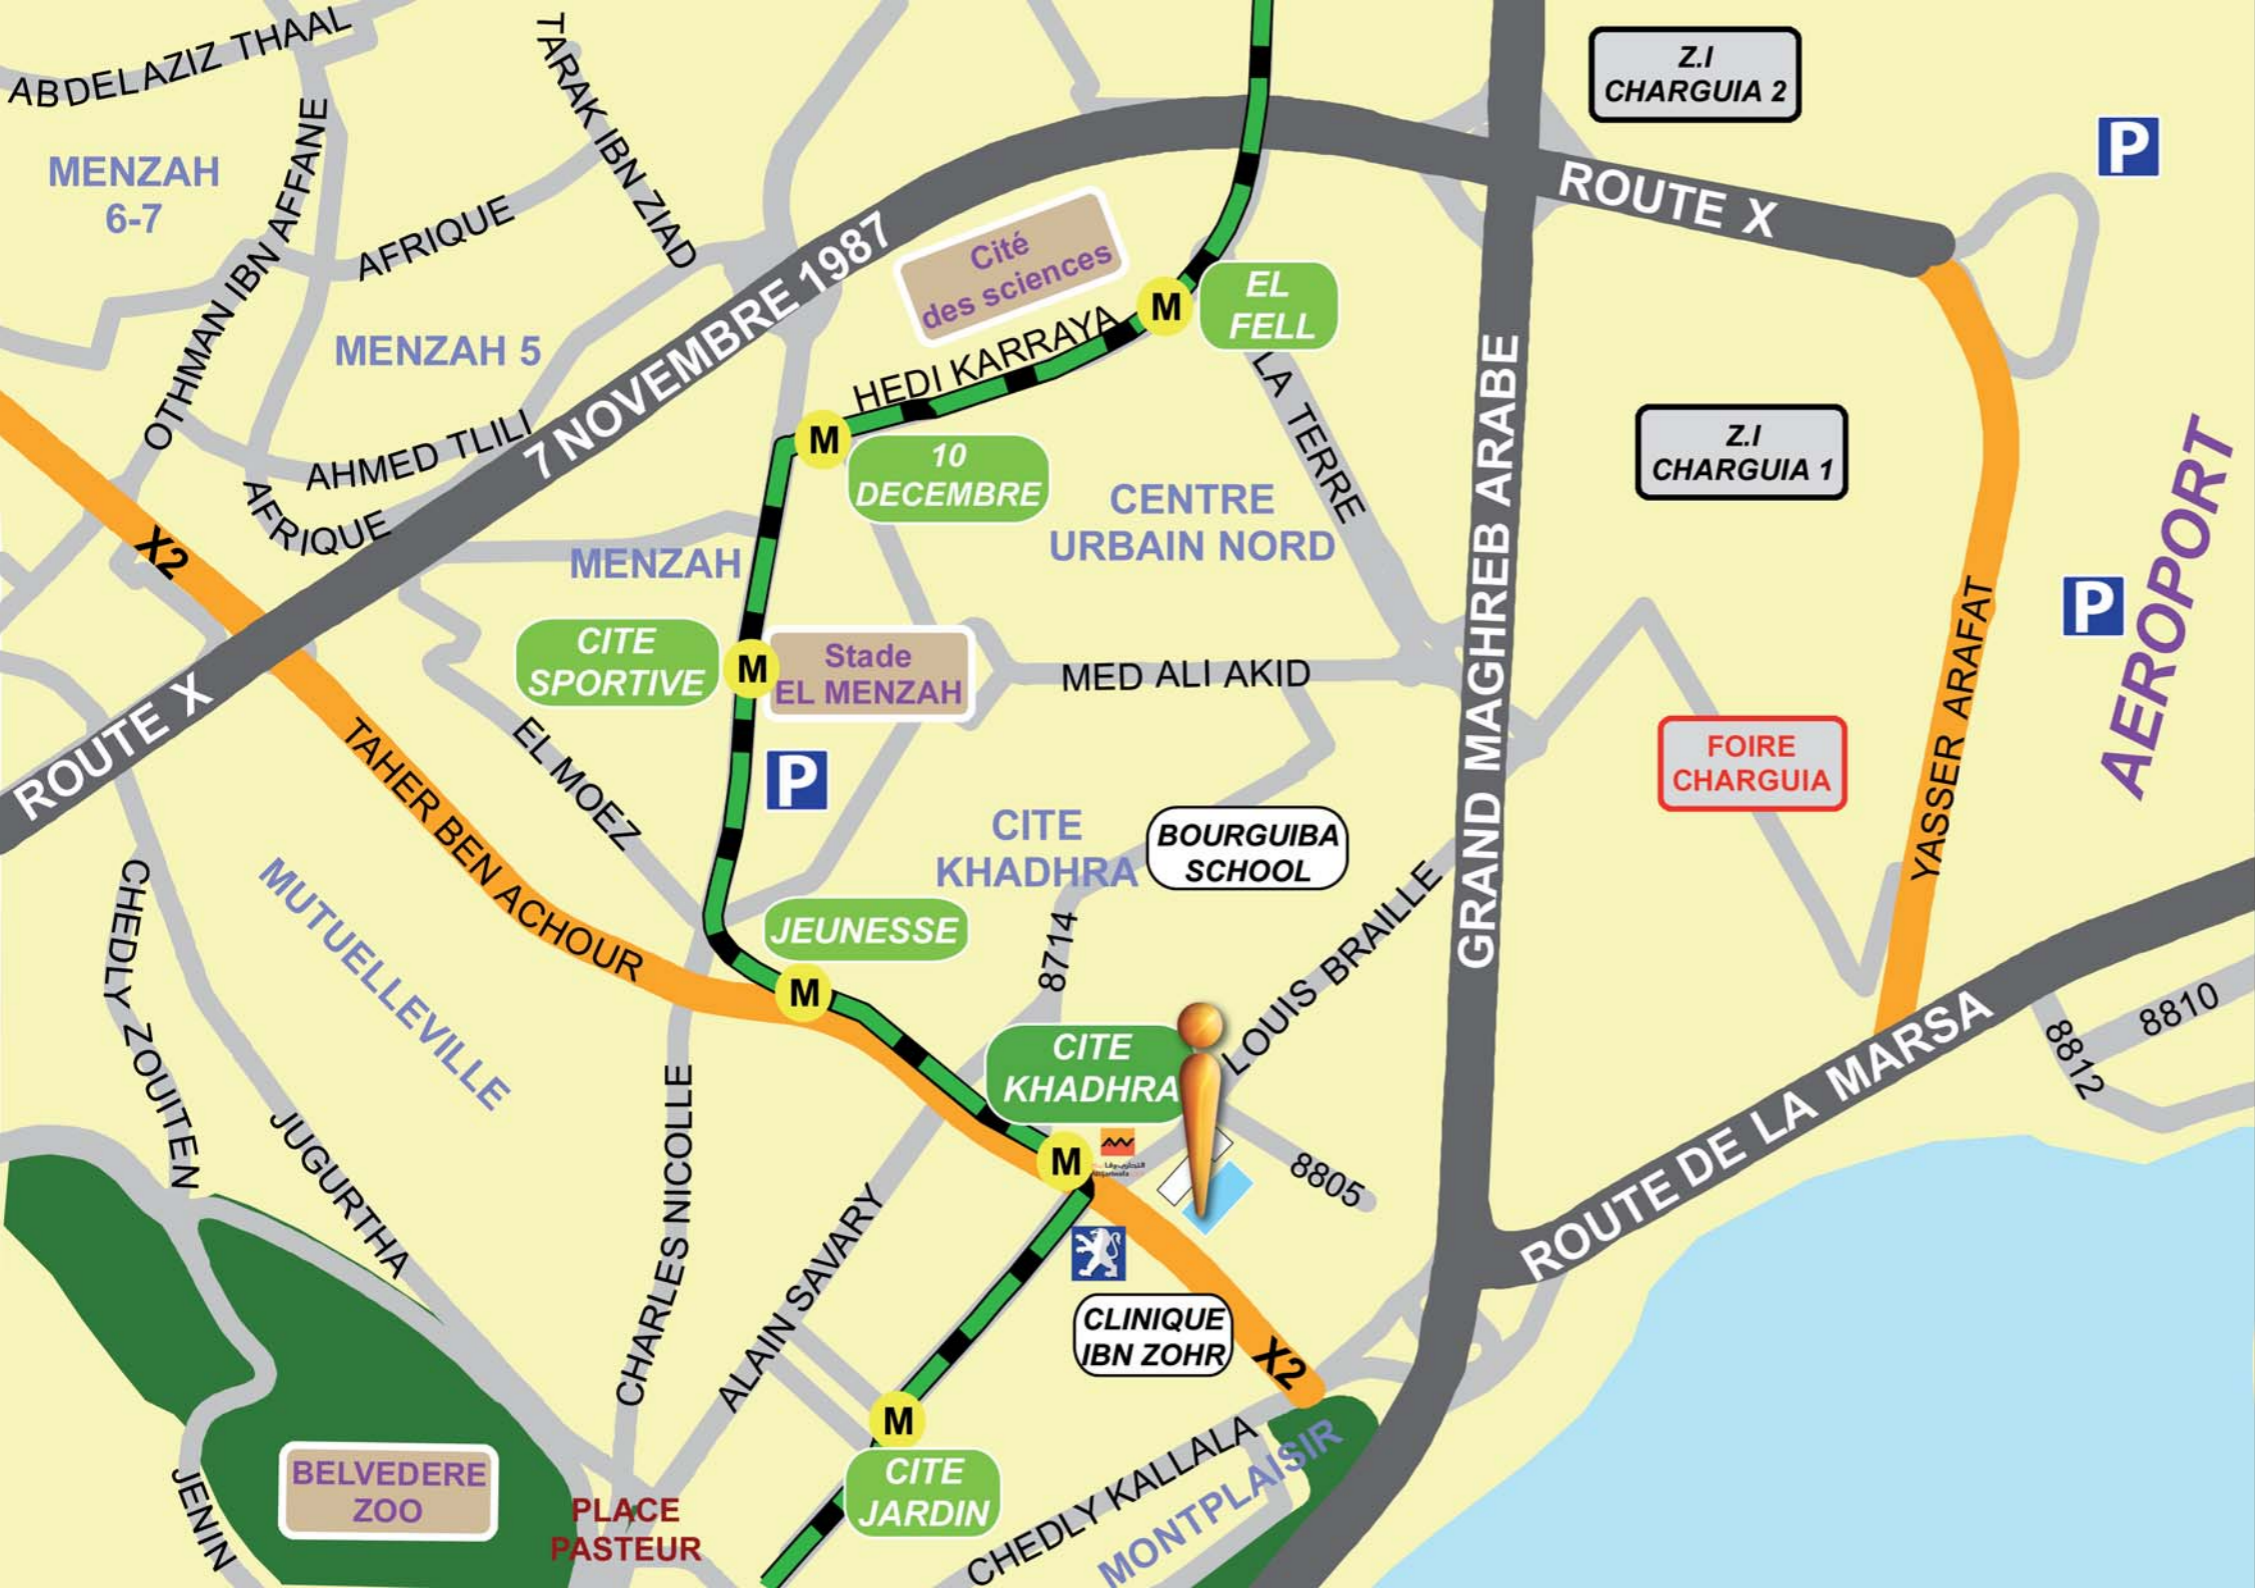 ABDELAZIZ THAAL
TARAK IBN ZIAD
Z.I
CHARGUIA 2
P
MENZAH
6-7
OTHMAN IBN AFFANE
AFRIQUE
ROUTE X
Cité
des sciences
M
EL
FELL
MENZAH 5
7 NOVEMBRE 1987
HEDI KARRAYA
LA TERRE
GRAND MAGHREB ARABE
Z.I
CHARGUIA 1
AHMED TLILI
M
10
DECEMBRE
AFRIQUE
X2
CENTRE
URBAIN NORD
MENZAH
P
AEROPORT
CITE
SPORTIVE
M
Stade
EL MENZAH
MED ALI AKID
YASSER ARAFAT
ROUTE X
TAHER BEN ACHOUR
EL MOEZ
P
FOIRE
CHARGUIA
CITE
KHADHRA
BOURGUIBA
SCHOOL
CHEDLY ZOUITEN
MUTUELLEVILLE
JEUNESSE
M
8714
LOUIS BRAILLE
CITE
KHADHRA
ROUTE DE LA MARSA
8812
8810
JUGURTHA
CHARLES NICOLLE
ALAIN SAVARY
M
8805
CLINIQUE
IBN ZOHR
X2
M
CITE
JARDIN
CHEDLY KALLALA
MONTPLAISIR
BELVEDERE
ZOO
JENIN
PLACE
PASTEUR